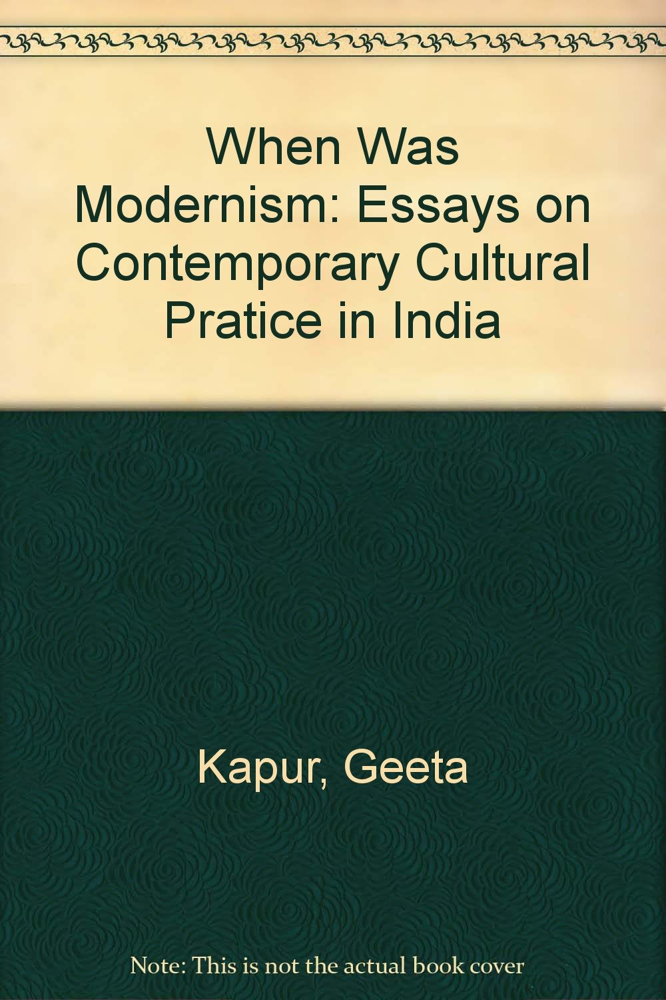 When Was
Modernism: Essays on
Contemporary Cultural
Pratice in India
Kapur, Geeta
Note: This is not the actual book cover